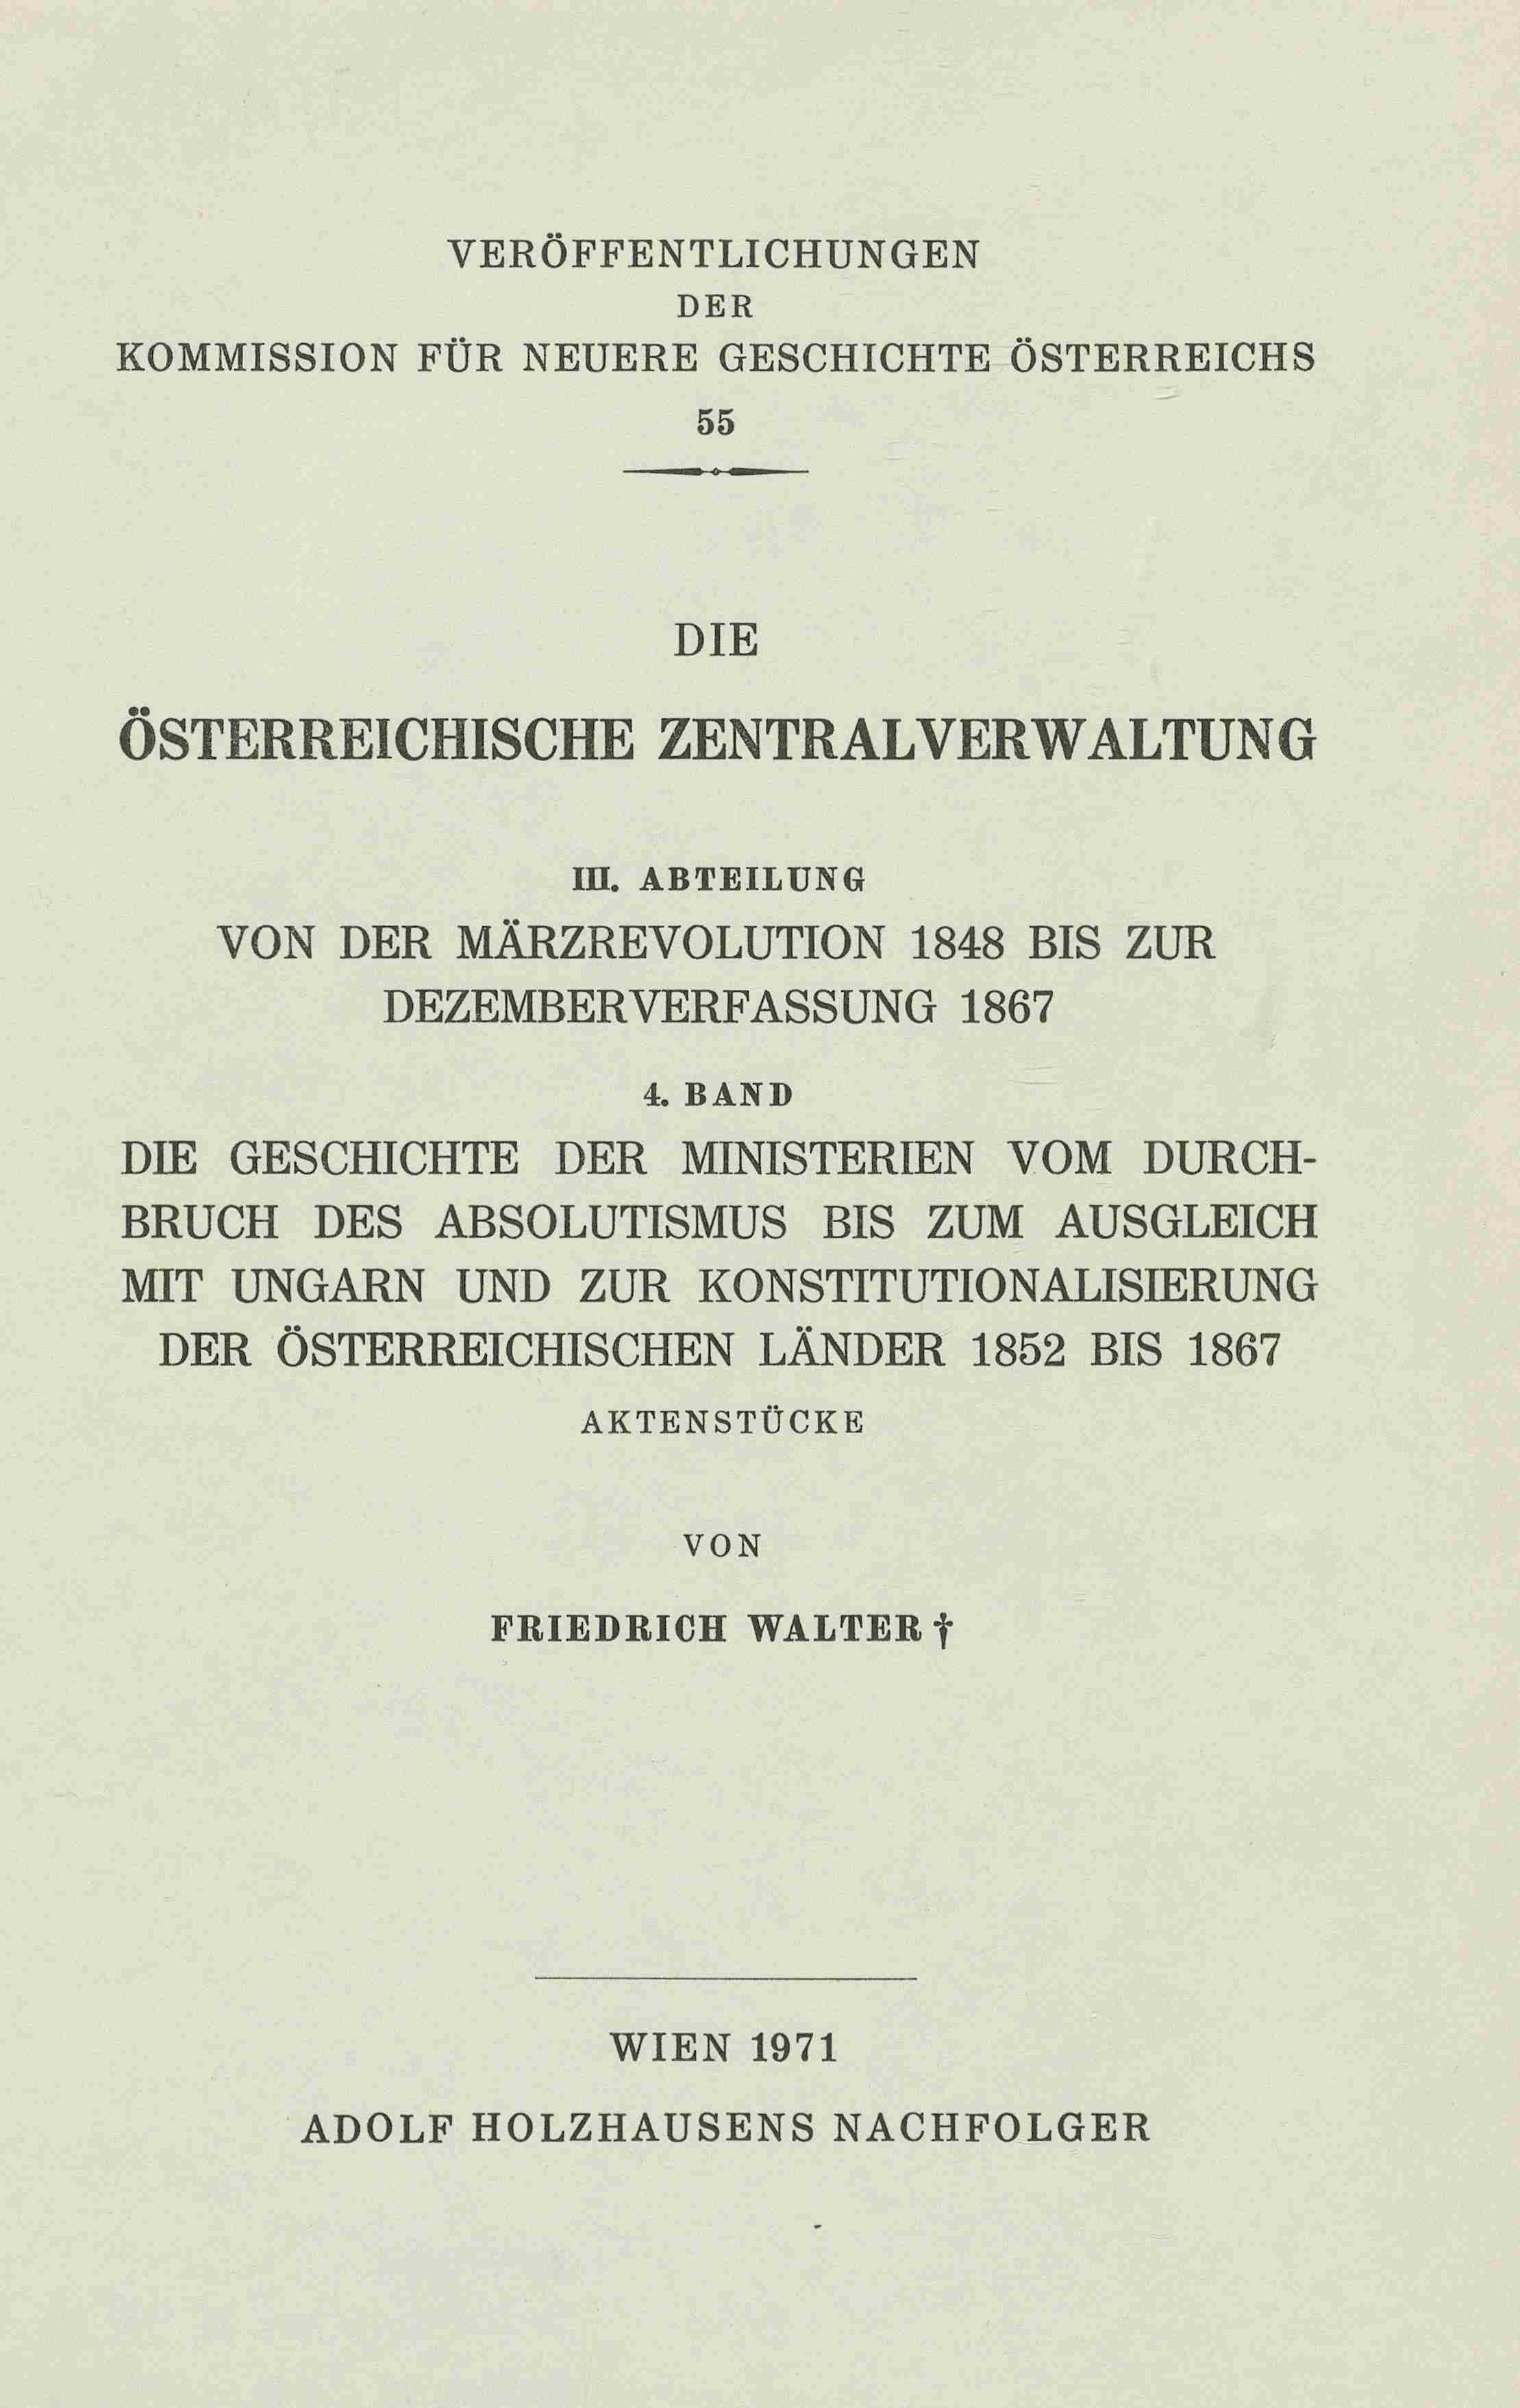 VERÖFFENTLICHUNGEN
DER
KOMMISSION FÜR NEUERE GESCHICHTE ÖSTERREICHS
55
DIE
ÖSTERREICHISCHE ZENTRALVERWALTUNG
III. ABTEILUNG
VON DER MÄRZREVOLUTION 1848 BIS ZUR
DEZEMBERVERFASSUNG 1867
4. BAND
DIE GESCHICHTE DER MINISTERIEN VOM DURCH-
BRUCH DES ABSOLUTISMUS BIS ZUM AUSGLEICH
MIT UNGARN UND ZUR KONSTITUTIONALISIERUNG
DER ÖSTERREICHISCHEN LÄNDER 1852 BIS 1867
AKTENSTÜCKE
VON
FRIEDRICH WALTER †
WIEN 1971
ADOLF HOLZHAUSENS NACHFOLGER